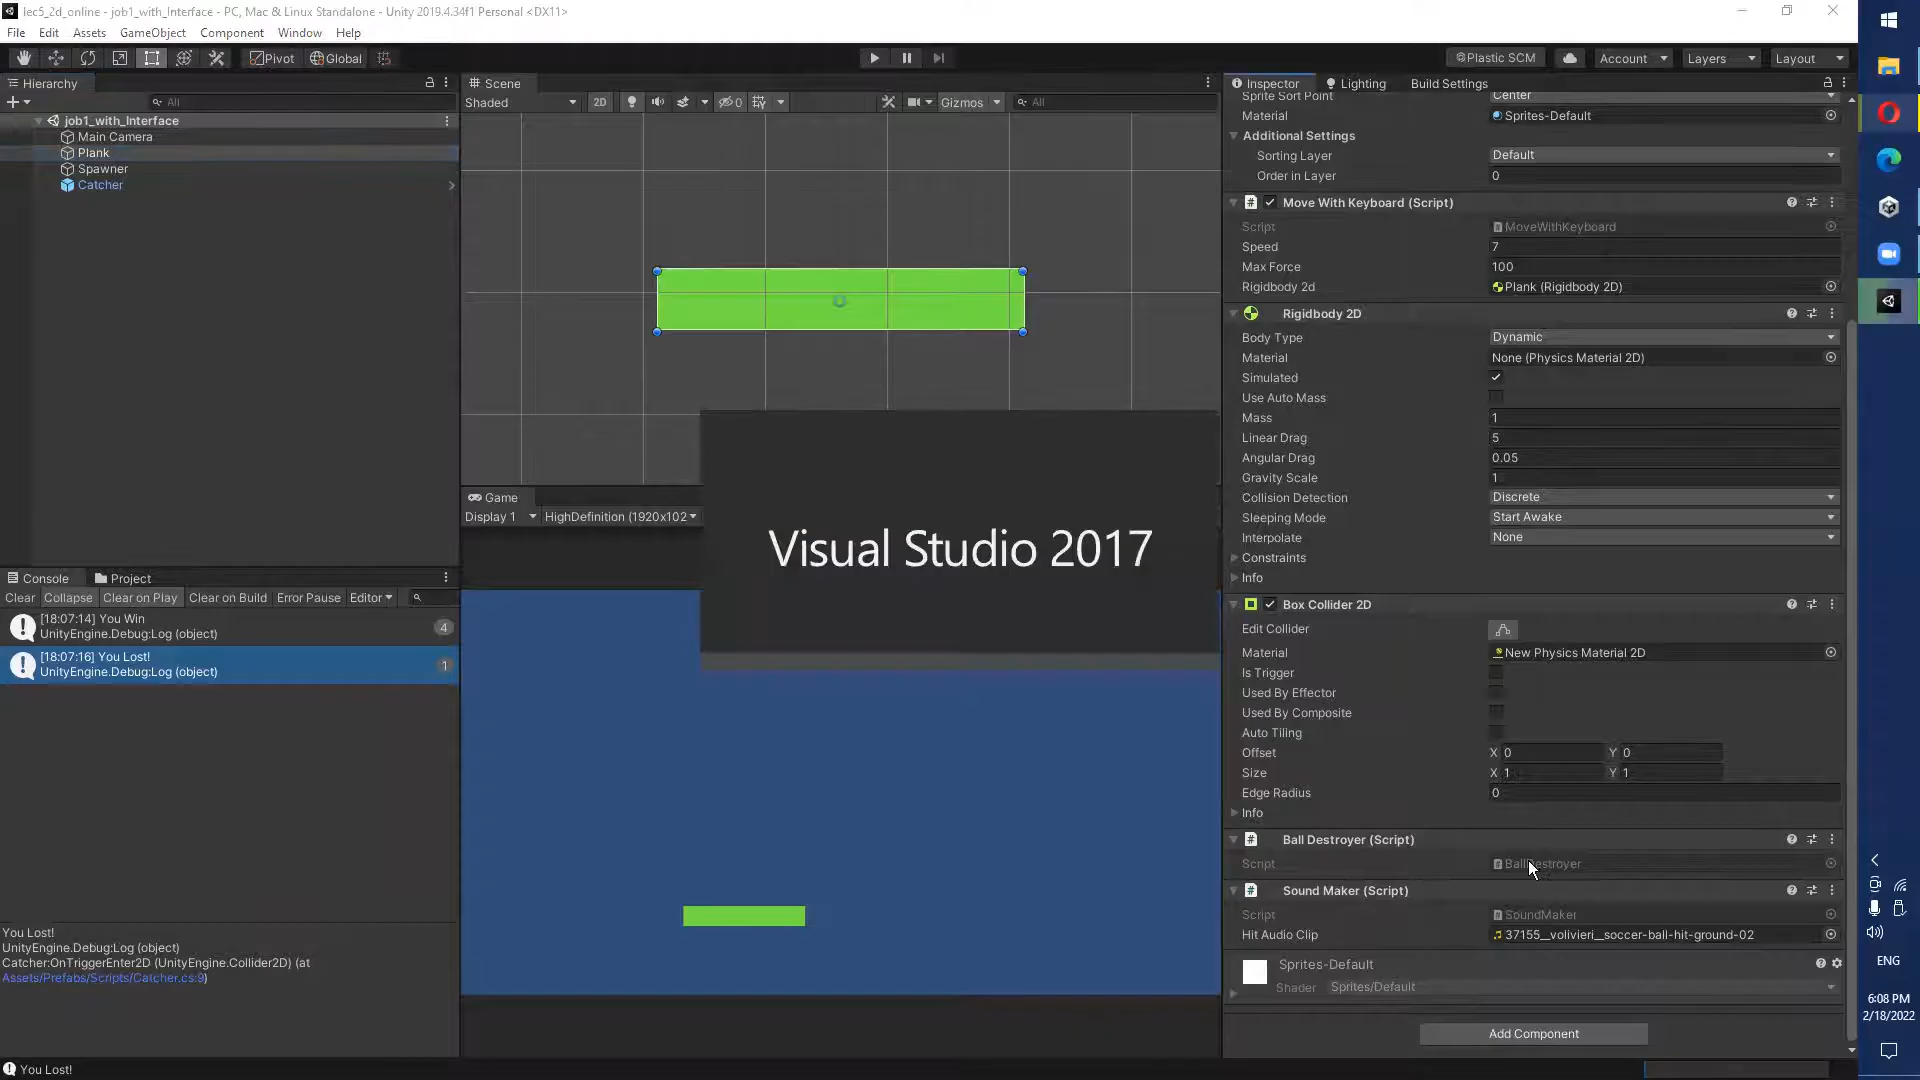 lec5_2d_online - job1_with_Interface - PC, Mac & Linux Standalone - Unity 2019.4.34f1 Personal <DX11>
File Edit Assets GameObject Component Window Help
Pivot Global Plastic SCM Account Layers Layout
Hierarchy
All
job1_with_Interface
Main Camera
Plank
Spawner
Catcher
Scene
Shaded 2D 0 Gizmos All
Game
Display 1 HighDefinition (1920x102
Visual Studio 2017
Console Project
Clear Collapse Clear on Play Clear on Build Error Pause Editor
[18:07:14] You Win
UnityEngine.Debug:Log (object)
4
[18:07:16] You Lost!
UnityEngine.Debug:Log (object)
1
You Lost!
UnityEngine.Debug:Log (object)
Catcher:OnTriggerEnter2D (UnityEngine.Collider2D) (at
Assets/Prefabs/Scripts/Catcher.cs:9)
You Lost!
Inspector Lighting Build Settings
Sprite Sort Point Center
Material Sprites-Default
Additional Settings
Sorting Layer Default
Order in Layer 0
Move With Keyboard (Script)
Script MoveWithKeyboard
Speed 7
Max Force 100
Rigidbody 2d Plank (Rigidbody 2D)
Rigidbody 2D
Body Type Dynamic
Material None (Physics Material 2D)
Simulated
Use Auto Mass
Mass 1
Linear Drag 5
Angular Drag 0.05
Gravity Scale 1
Collision Detection Discrete
Sleeping Mode Start Awake
Interpolate None
Constraints
Info
Box Collider 2D
Edit Collider
Material New Physics Material 2D
Is Trigger
Used By Effector
Used By Composite
Auto Tiling
Offset X 0 Y 0
Size X 1 Y 1
Edge Radius 0
Info
Ball Destroyer (Script)
Script BallDestroyer
Sound Maker (Script)
Script SoundMaker
Hit Audio Clip 37155__volivieri__soccer-ball-hit-ground-02
Sprites-Default
Shader Sprites/Default
Add Component
ENG
6:08 PM
2/18/2022